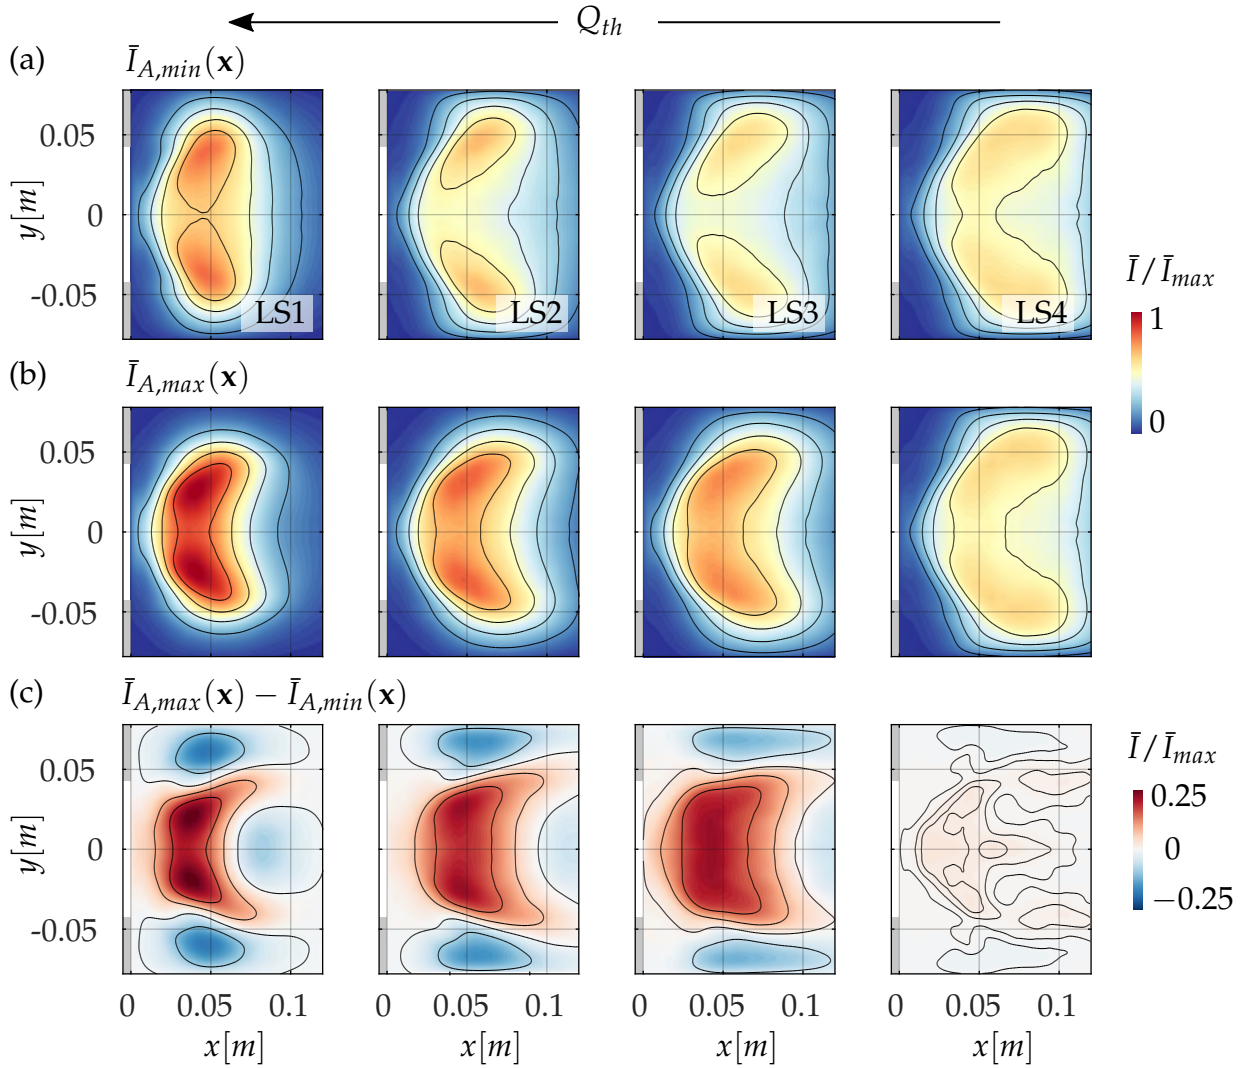 Q_th
(a) Ī_A,min(x)
0.05
0
-0.05
y[m]
LS1 LS2 LS3 LS4
Ī/Ī_max
1
0
(b) Ī_A,max(x)
0.05
0
-0.05
y[m]
(c) Ī_A,max(x) − Ī_A,min(x)
0.05
0
-0.05
y[m]
Ī/Ī_max
0.25
0
−0.25
0 0.05 0.1 0 0.05 0.1 0 0.05 0.1 0 0.05 0.1
x[m] x[m] x[m] x[m]